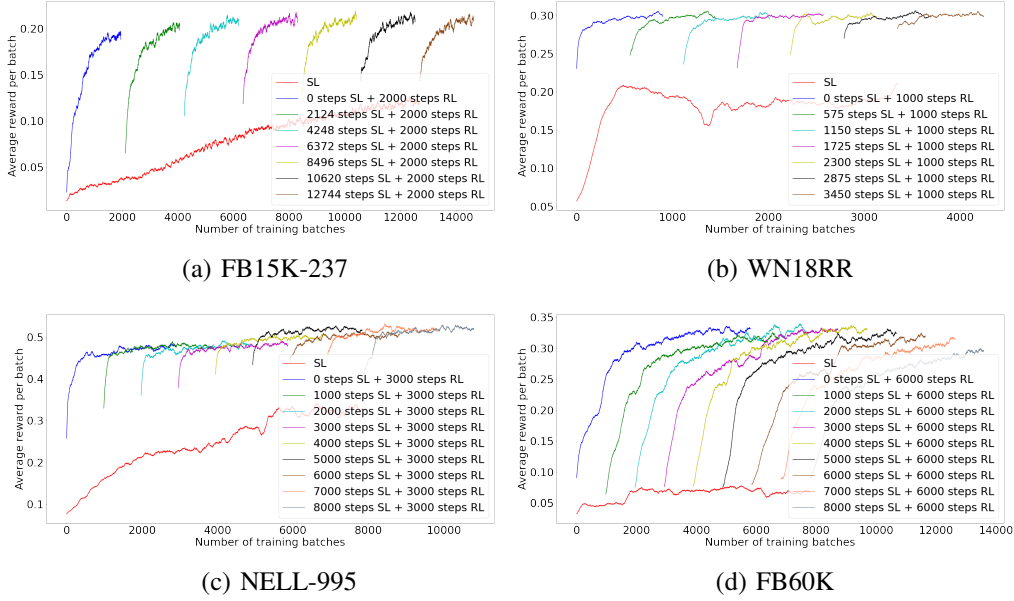 Average reward per batch
0.20
0.15
0.10
0.05
0 2000 4000 6000 8000 10000 12000 14000
Number of training batches
SL
0 steps SL + 2000 steps RL
2124 steps SL + 2000 steps RL
4248 steps SL + 2000 steps RL
6372 steps SL + 2000 steps RL
8496 steps SL + 2000 steps RL
10620 steps SL + 2000 steps RL
12744 steps SL + 2000 steps RL
(a) FB15K-237
Average reward per batch
0.30
0.25
0.20
0.15
0.10
0.05
0 1000 2000 3000 4000
Number of training batches
SL
0 steps SL + 1000 steps RL
575 steps SL + 1000 steps RL
1150 steps SL + 1000 steps RL
1725 steps SL + 1000 steps RL
2300 steps SL + 1000 steps RL
2875 steps SL + 1000 steps RL
3450 steps SL + 1000 steps RL
(b) WN18RR
Average reward per batch
0.5
0.4
0.3
0.2
0.1
0 2000 4000 6000 8000 10000
Number of training batches
SL
0 steps SL + 3000 steps RL
1000 steps SL + 3000 steps RL
2000 steps SL + 3000 steps RL
3000 steps SL + 3000 steps RL
4000 steps SL + 3000 steps RL
5000 steps SL + 3000 steps RL
6000 steps SL + 3000 steps RL
7000 steps SL + 3000 steps RL
8000 steps SL + 3000 steps RL
(c) NELL-995
Average reward per batch
0.35
0.30
0.25
0.20
0.15
0.10
0.05
0 2000 4000 6000 8000 10000 12000 14000
Number of training batches
SL
0 steps SL + 6000 steps RL
1000 steps SL + 6000 steps RL
2000 steps SL + 6000 steps RL
3000 steps SL + 6000 steps RL
4000 steps SL + 6000 steps RL
5000 steps SL + 6000 steps RL
6000 steps SL + 6000 steps RL
7000 steps SL + 6000 steps RL
8000 steps SL + 6000 steps RL
(d) FB60K